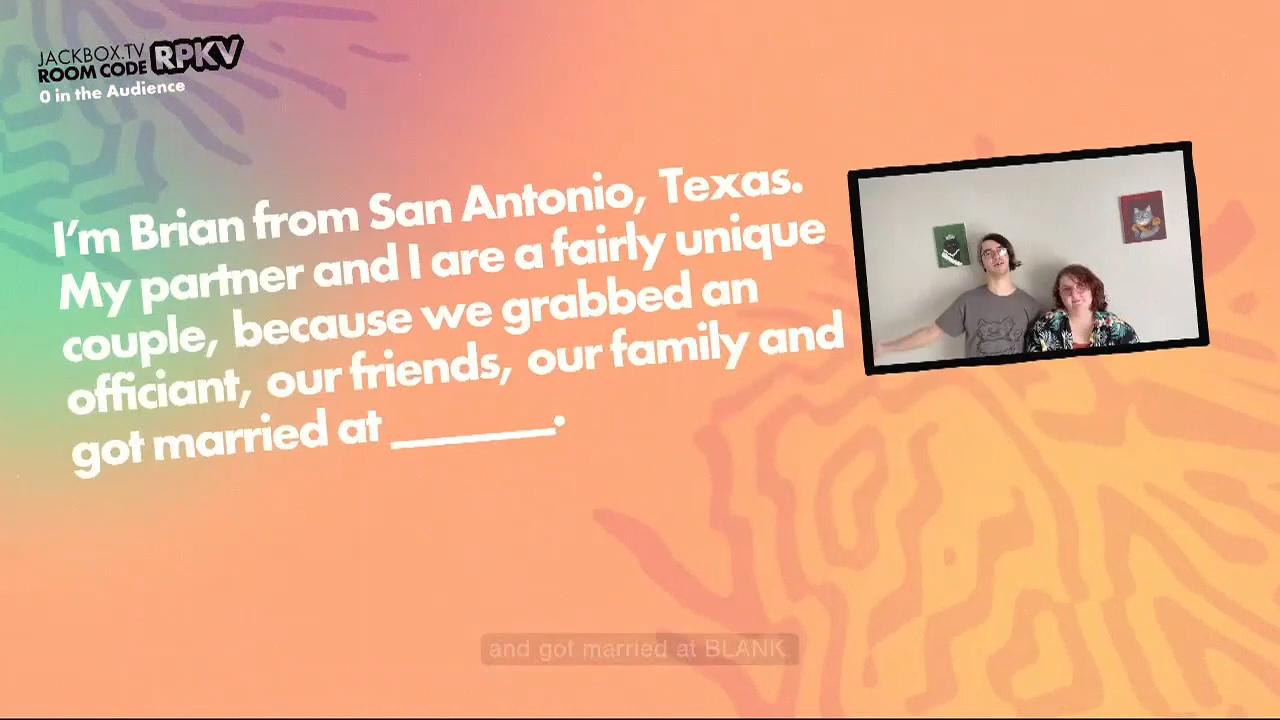 JACKBOX.TV
ROOM CODE RPKV
0 in the Audience
I'm Brian from San Antonio, Texas.
My partner and I are a fairly unique
couple, because we grabbed an
officiant, our friends, our family and
got married at ________.
and got married at BLANK